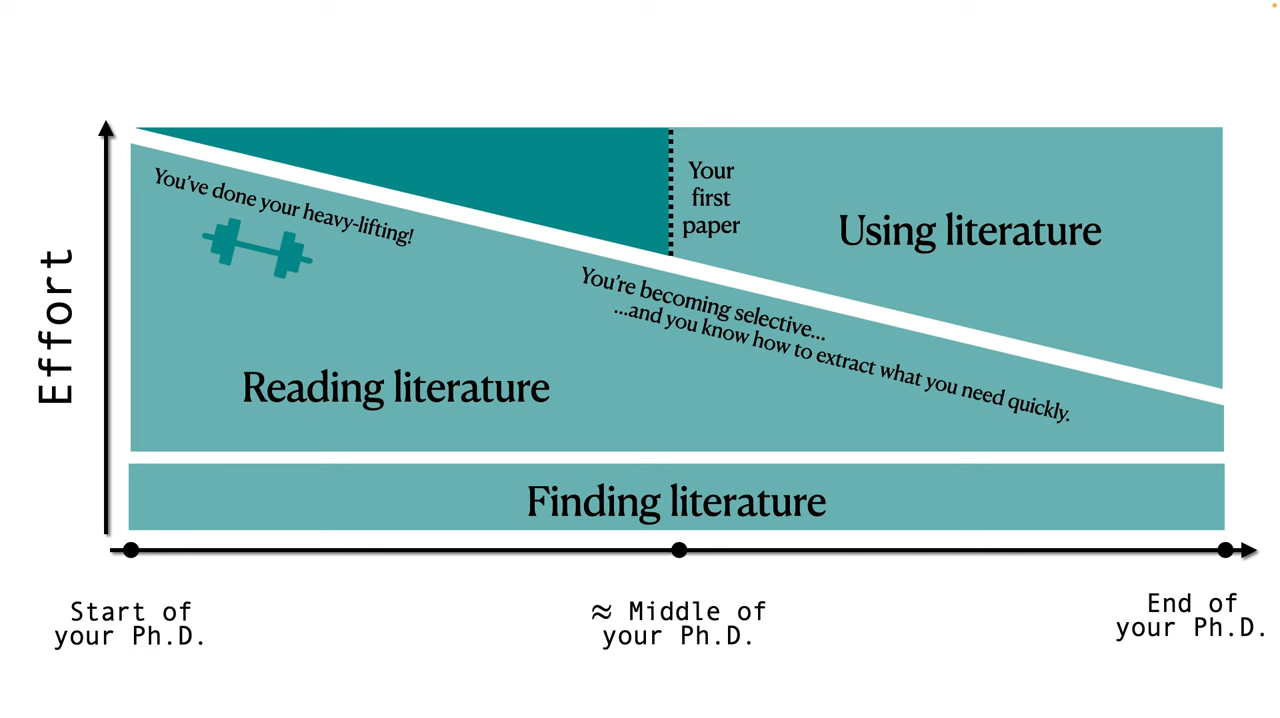 You've done your heavy-lifting!
Your
first
paper
Using literature
You're becoming selective...
...and you know how to extract what you need quickly.
Effort
Reading literature
Finding literature
Start of
your Ph.D.
≈ Middle of
your Ph.D.
End of
your Ph.D.